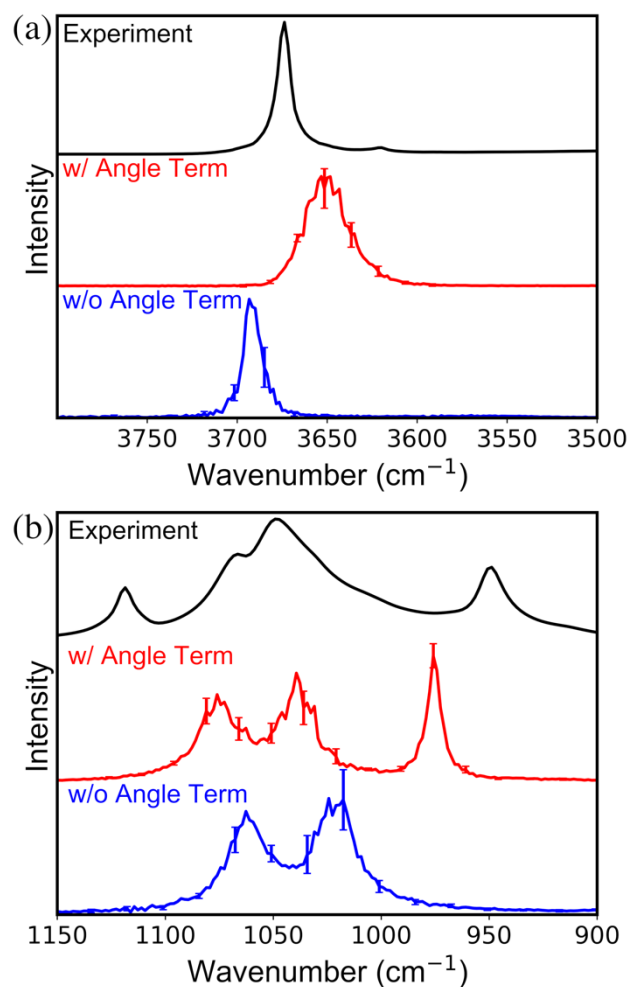 (a)
Experiment
w/ Angle Term
w/o Angle Term
Intensity
3750 3700 3650 3600 3550 3500
Wavenumber (cm⁻¹)
(b)
Experiment
w/ Angle Term
w/o Angle Term
Intensity
1150 1100 1050 1000 950 900
Wavenumber (cm⁻¹)